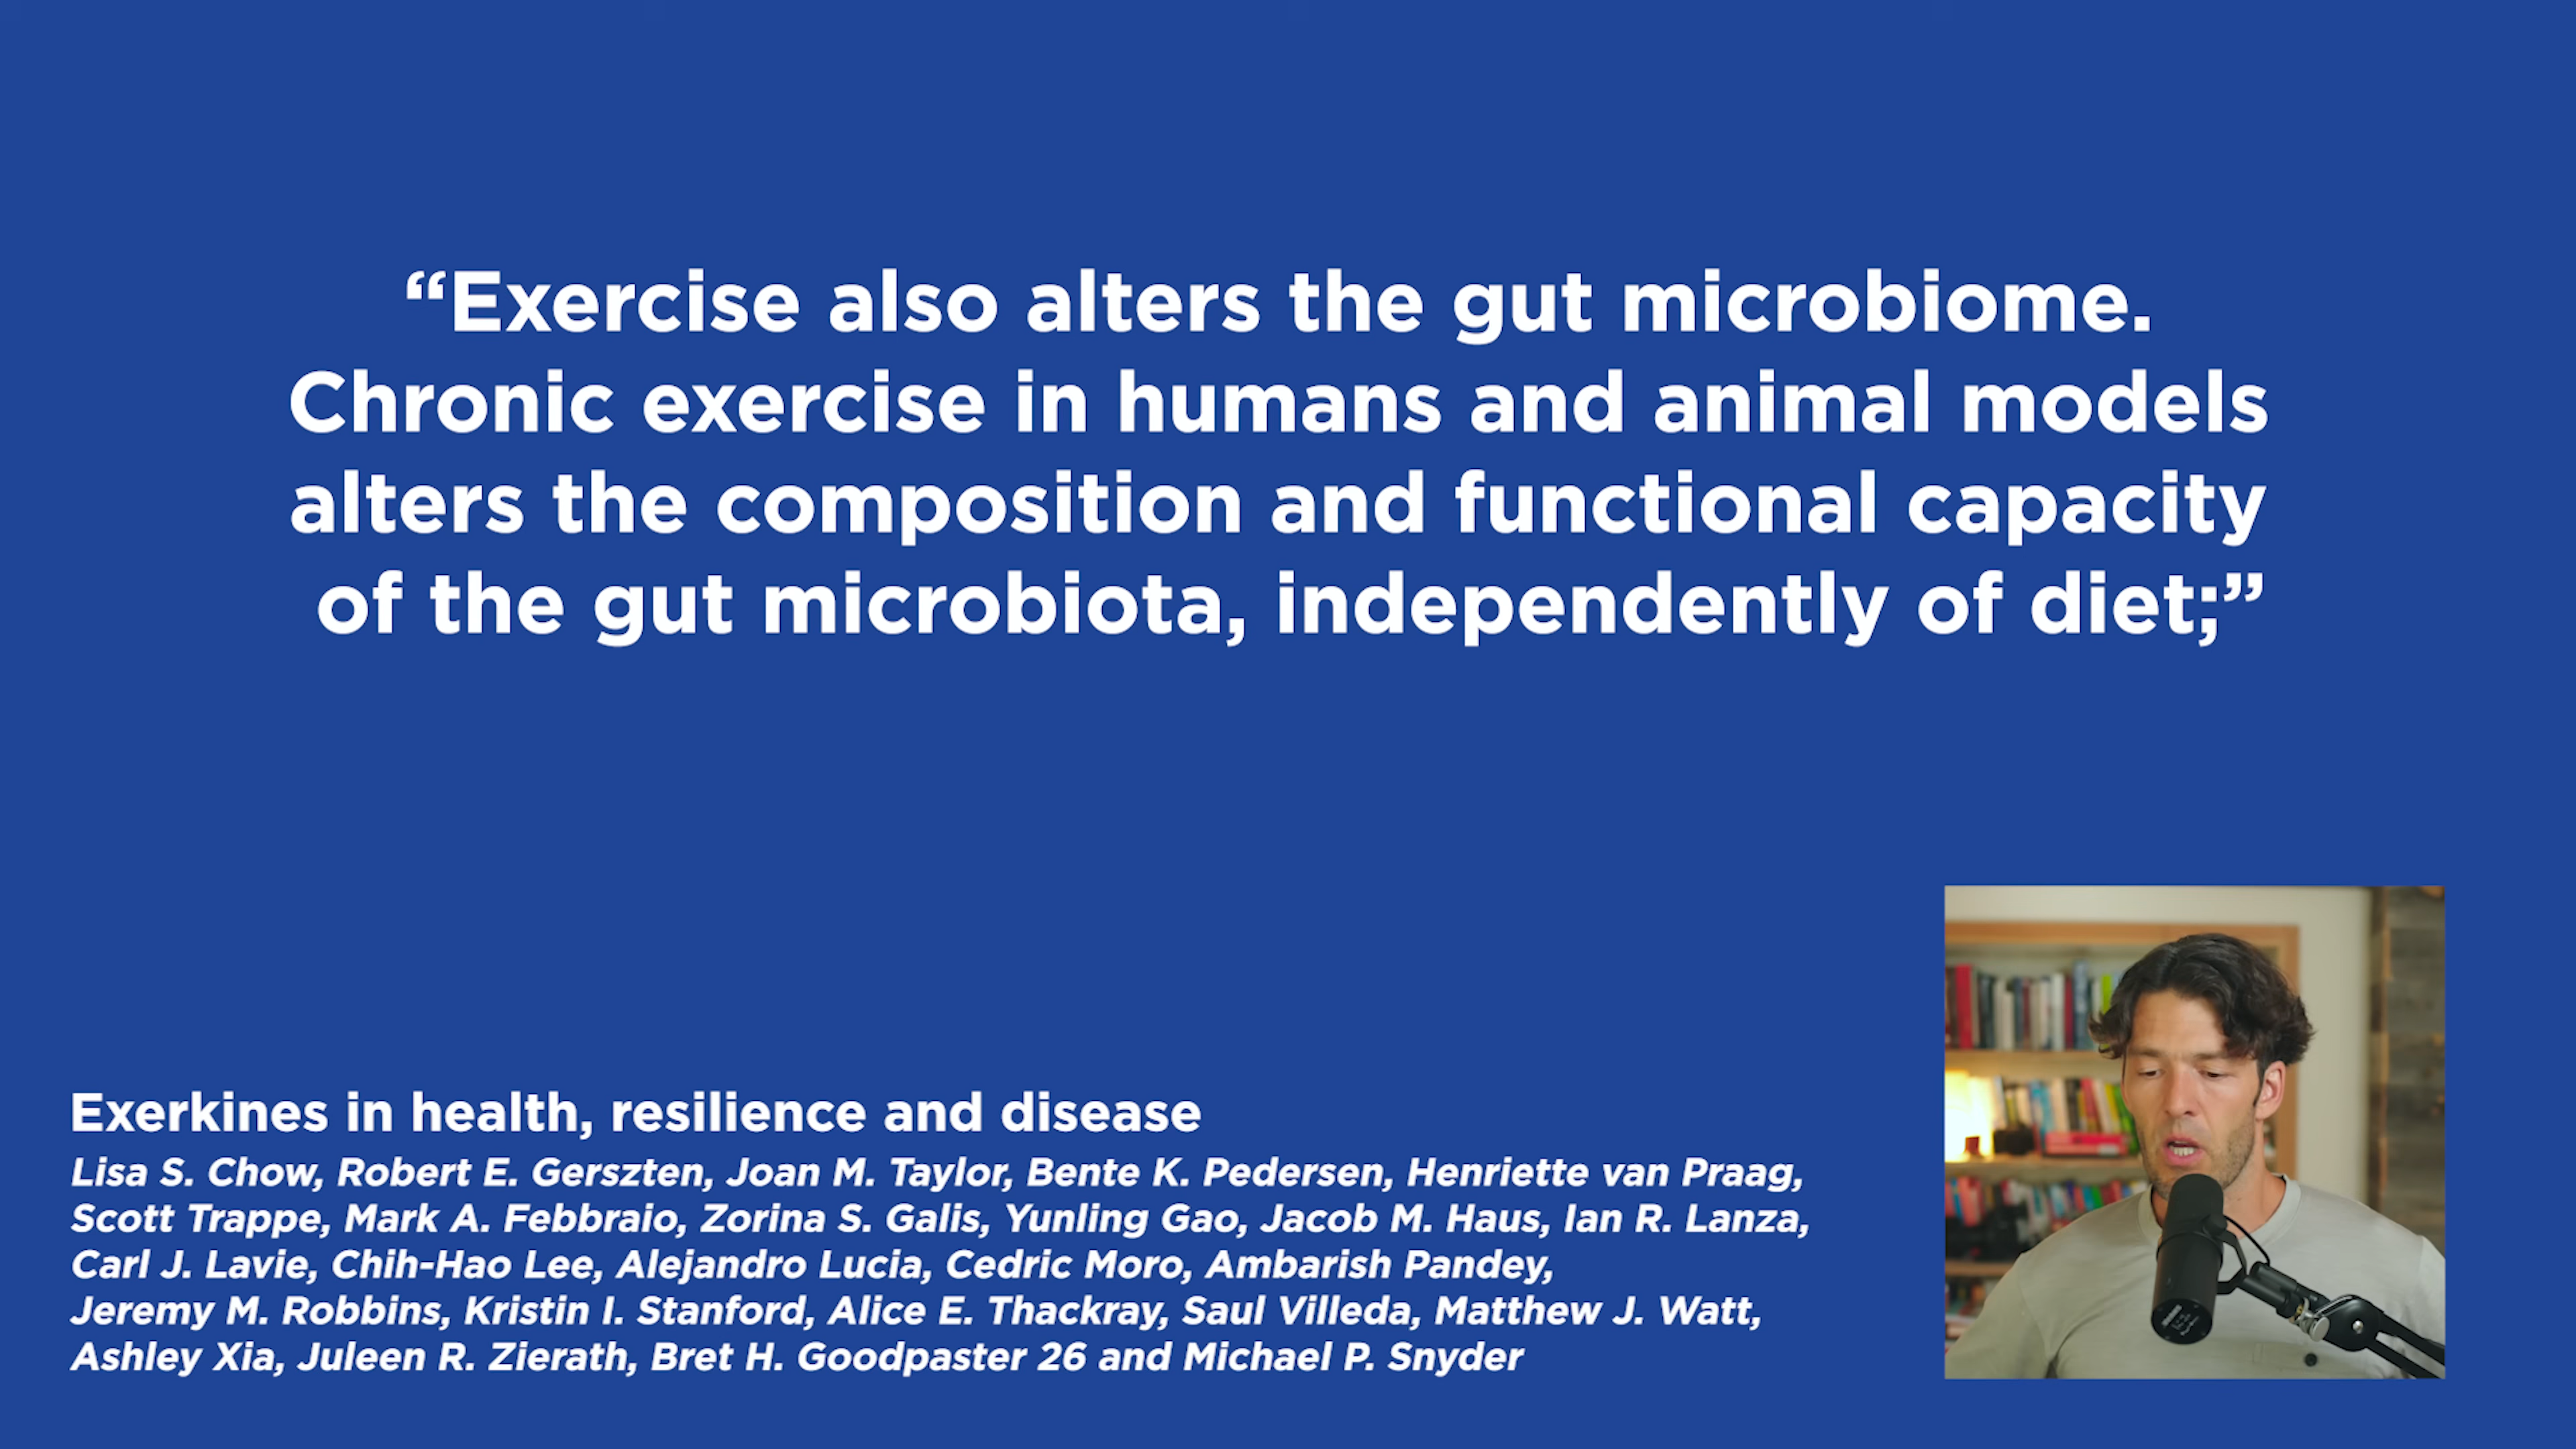 “Exercise also alters the gut microbiome.
Chronic exercise in humans and animal models
alters the composition and functional capacity
of the gut microbiota, independently of diet;”
Exerkines in health, resilience and disease
Lisa S. Chow, Robert E. Gerszten, Joan M. Taylor, Bente K. Pedersen, Henriette van Praag,
Scott Trappe, Mark A. Febbraio, Zorina S. Galis, Yunling Gao, Jacob M. Haus, Ian R. Lanza,
Carl J. Lavie, Chih-Hao Lee, Alejandro Lucia, Cedric Moro, Ambarish Pandey,
Jeremy M. Robbins, Kristin I. Stanford, Alice E. Thackray, Saul Villeda, Matthew J. Watt,
Ashley Xia, Juleen R. Zierath, Bret H. Goodpaster 26 and Michael P. Snyder